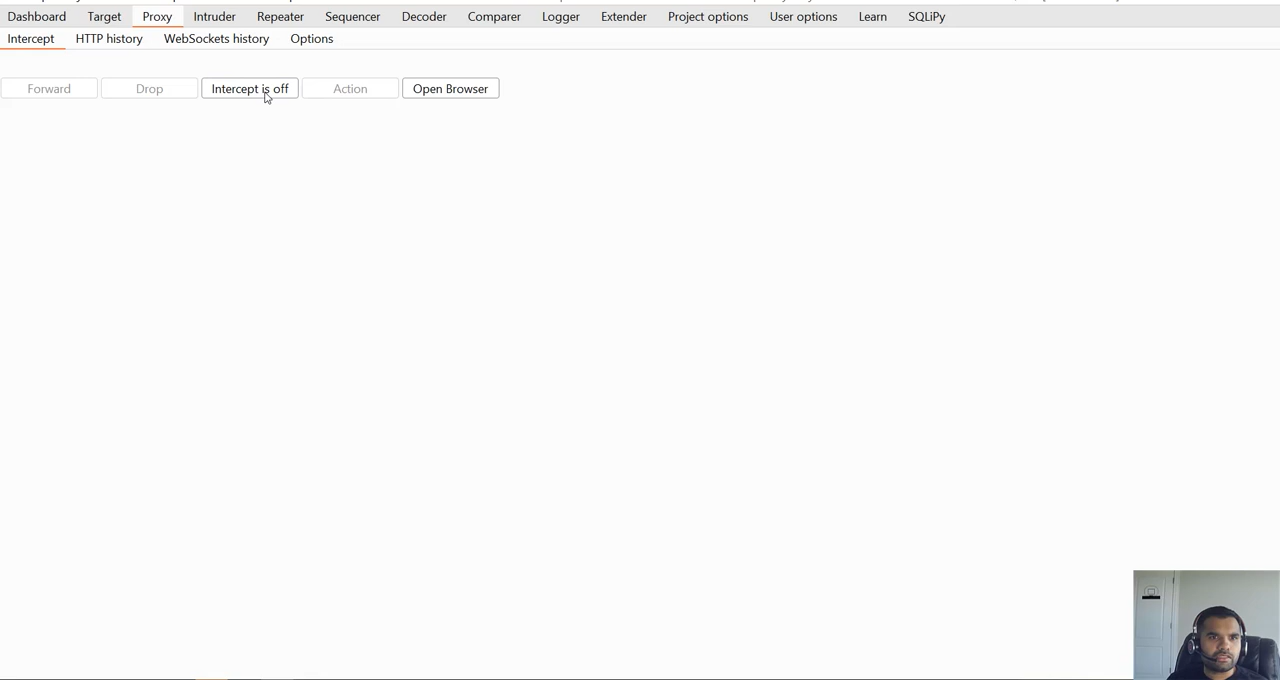 Dashboard Target Proxy Intruder Repeater Sequencer Decoder Comparer Logger Extender Project options User options Learn SQLiPy
Intercept HTTP history WebSockets history Options
Forward Drop Intercept is off Action Open Browser